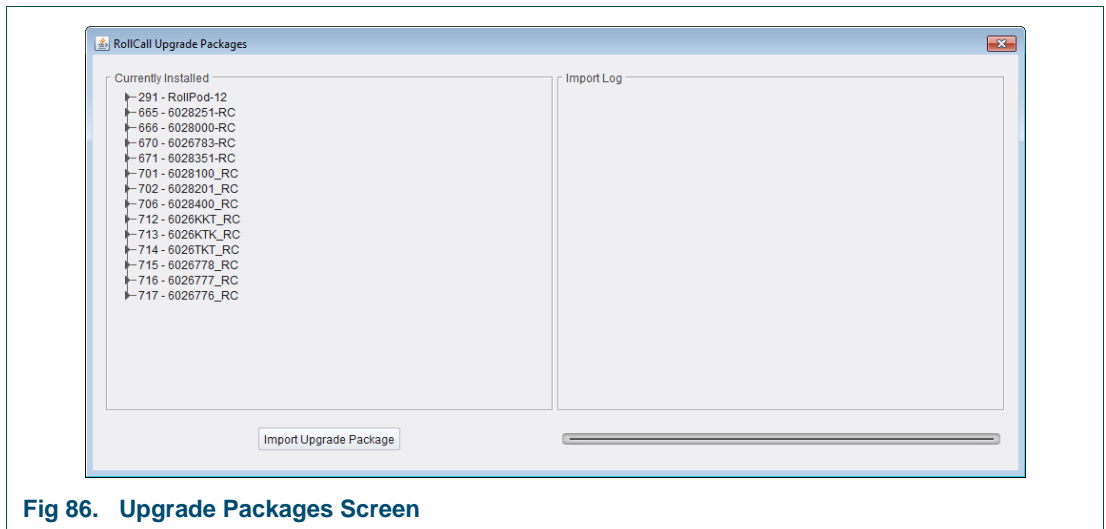 RollCall Upgrade Packages
Currently Installed
291 - RollPod-12
665 - 6028251-RC
666 - 6028000-RC
670 - 6026783-RC
671 - 6028351-RC
701 - 6028100_RC
702 - 6028201_RC
706 - 6028400_RC
712 - 6026KKT_RC
713 - 6026KTK_RC
714 - 6026TKT_RC
715 - 6026778_RC
716 - 6026777_RC
717 - 6026776_RC
Import Log
Import Upgrade Package
Fig 86. Upgrade Packages Screen